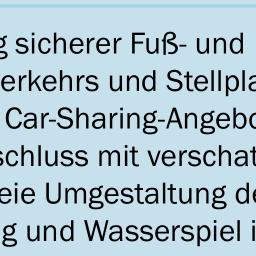 g sicherer Fuß- und
erkehrs und Stellpla
Car-Sharing-Angebo
schluss mit verschat
eie Umgestaltung de
g und Wasserspiel i